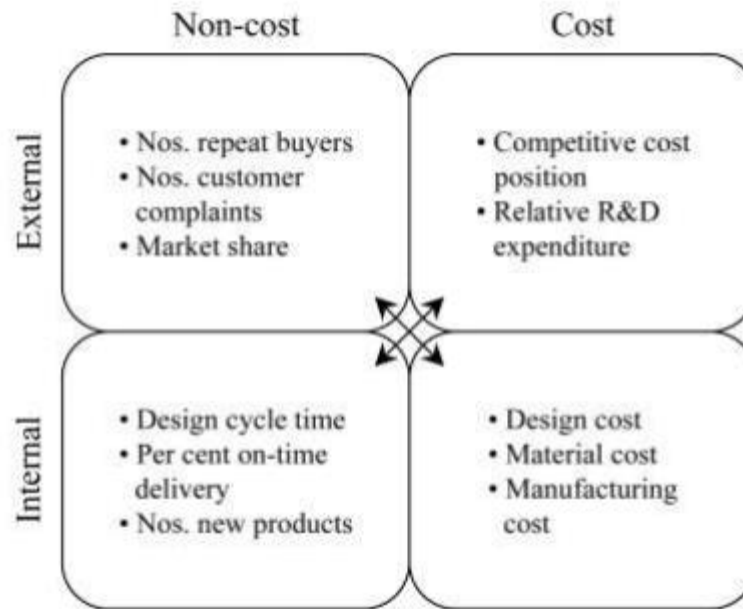 Non-cost
Cost
External
• Nos. repeat buyers
• Nos. customer
complaints
• Market share
• Competitive cost
position
• Relative R&D
expenditure
Internal
• Design cycle time
• Per cent on-time
delivery
• Nos. new products
• Design cost
• Material cost
• Manufacturing
cost